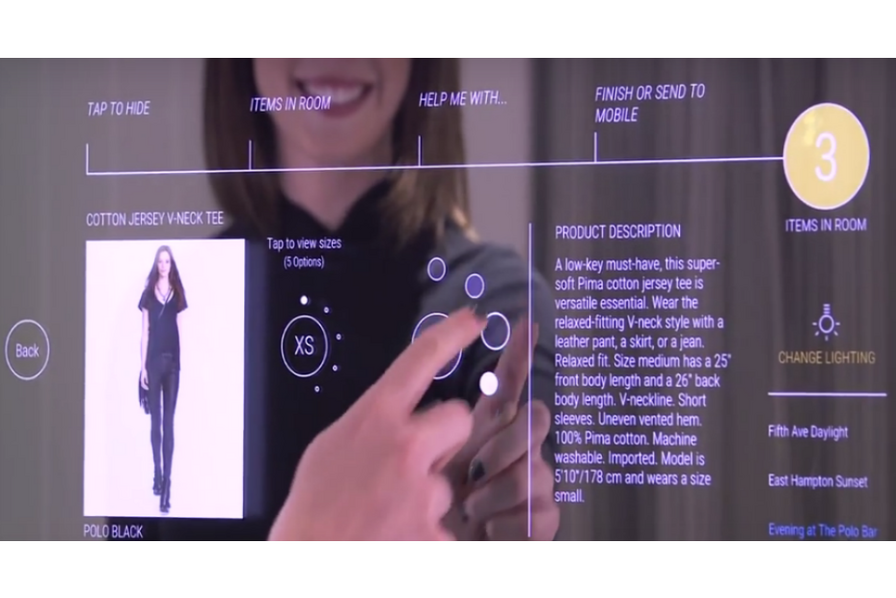 TAP TO HIDE
ITEMS IN ROOM
HELP ME WITH...
FINISH OR SEND TO
MOBILE
3
ITEMS IN ROOM
COTTON JERSEY V-NECK TEE
Tap to view sizes
(5 Options)
XS
Back
POLO BLACK
PRODUCT DESCRIPTION
A low-key must-have, this super-
soft Pima cotton jersey tee is
versatile essential. Wear the
relaxed-fitting V-neck style with a
leather pant, a skirt, or a jean.
Relaxed fit. Size medium has a 25"
front body length and a 26" back
body length. V-neckline. Short
sleeves. Uneven vented hem.
100% Pima cotton. Machine
washable. Imported. Model is
5'10"/178 cm and wears a size
small.
CHANGE LIGHTING
Fifth Ave Daylight
East Hampton Sunset
Evening at The Polo Bar